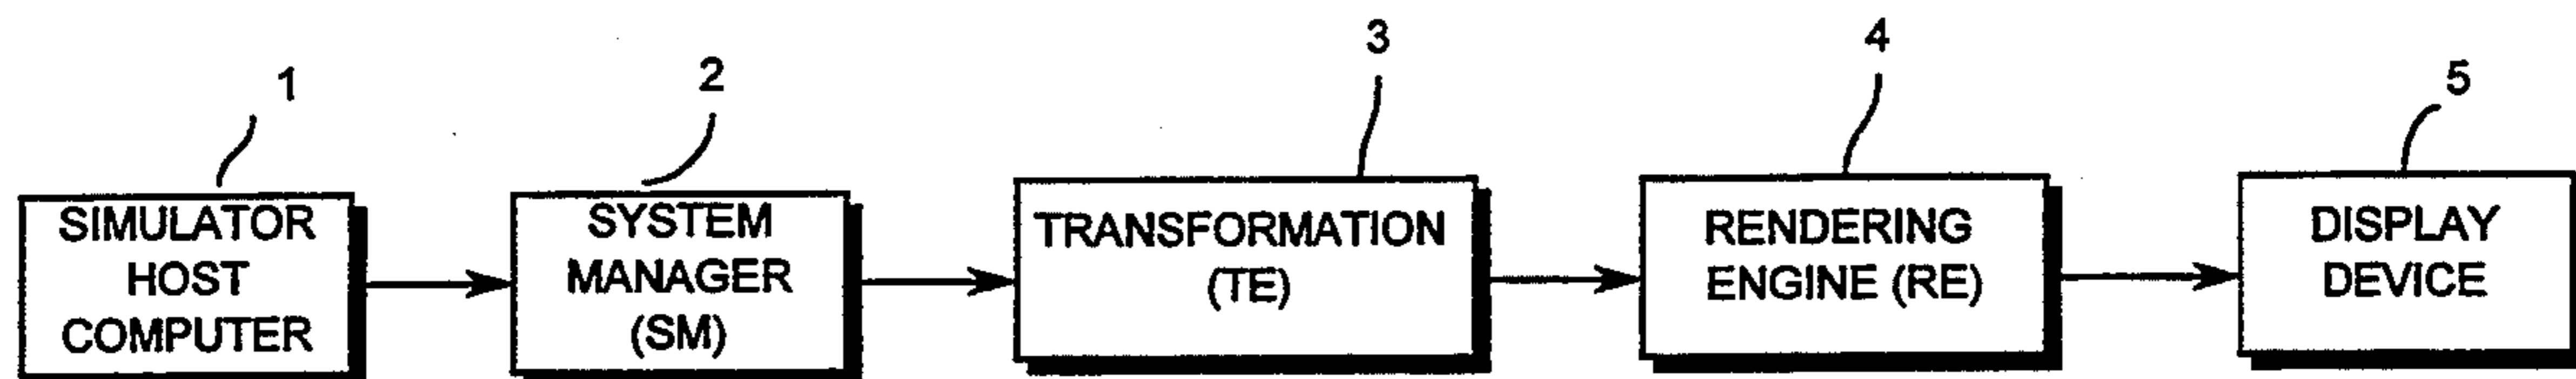 1
2
3
4
5
SIMULATOR
HOST
COMPUTER
SYSTEM
MANAGER
(SM)
TRANSFORMATION
(TE)
RENDERING
ENGINE (RE)
DISPLAY
DEVICE